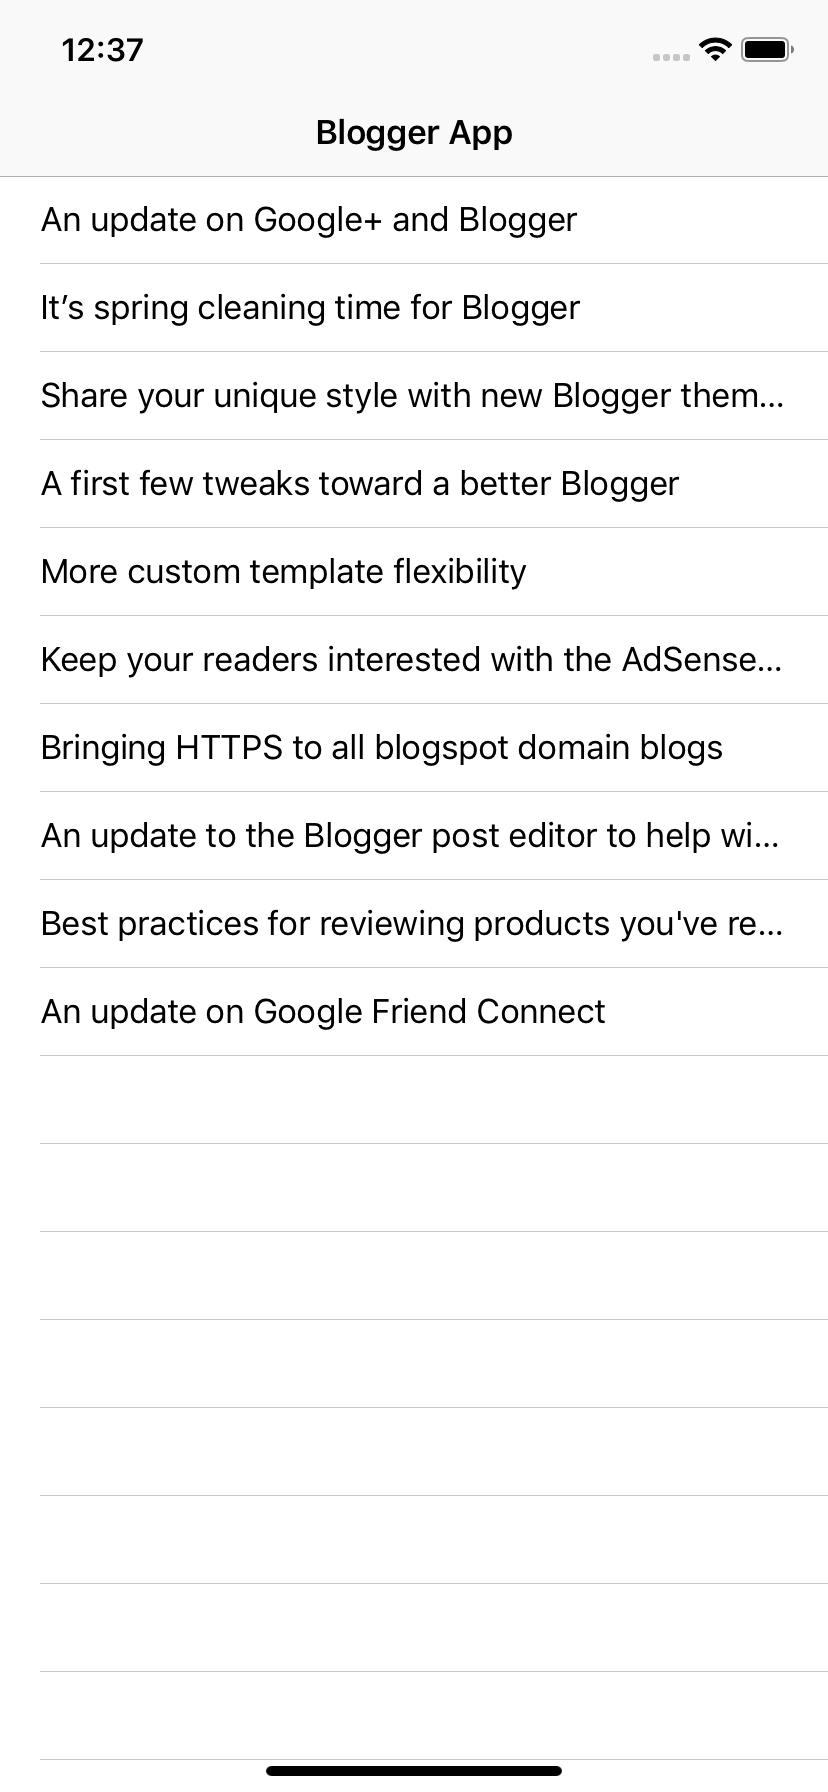 12:37
Blogger App
An update on Google+ and Blogger
It’s spring cleaning time for Blogger
Share your unique style with new Blogger them...
A first few tweaks toward a better Blogger
More custom template flexibility
Keep your readers interested with the AdSense...
Bringing HTTPS to all blogspot domain blogs
An update to the Blogger post editor to help wi...
Best practices for reviewing products you've re...
An update on Google Friend Connect